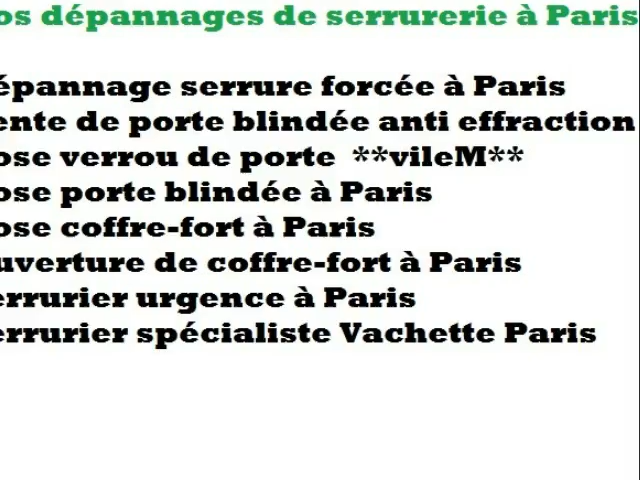 os dépannages de serrurerie à Paris
épannage serrure forcée à Paris
ente de porte blindée anti effraction
ose verrou de porte **vileM**
ose porte blindée à Paris
ose coffre-fort à Paris
uverture de coffre-fort à Paris
errurier urgence à Paris
errurier spécialiste Vachette Paris